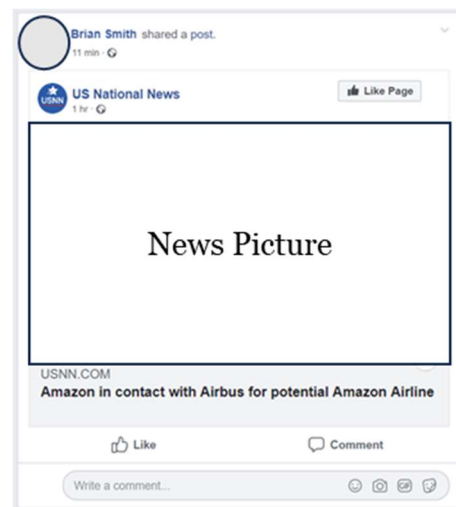 Brian Smith shared a post.
11 min ·
USNN
US National News
1 hr ·
Like Page
News Picture
USNN.COM
Amazon in contact with Airbus for potential Amazon Airline
Like
Comment
Write a comment...
GIF